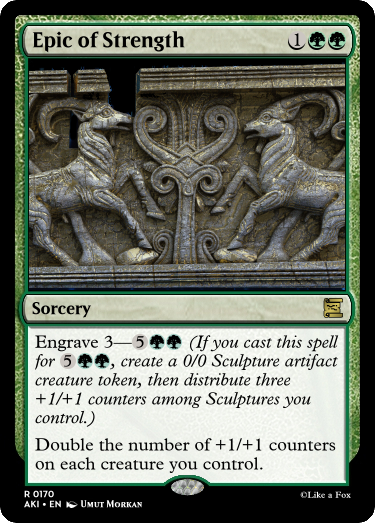 Epic of Strength 1
Sorcery
Engrave 3—5 (If you cast this spell
for 5, create a 0/0 Sculpture artifact
creature token, then distribute three
+1/+1 counters among Sculptures you
control.)
Double the number of +1/+1 counters
on each creature you control.
R 0170
AKI • EN Umut Morkan
©Like a Fox